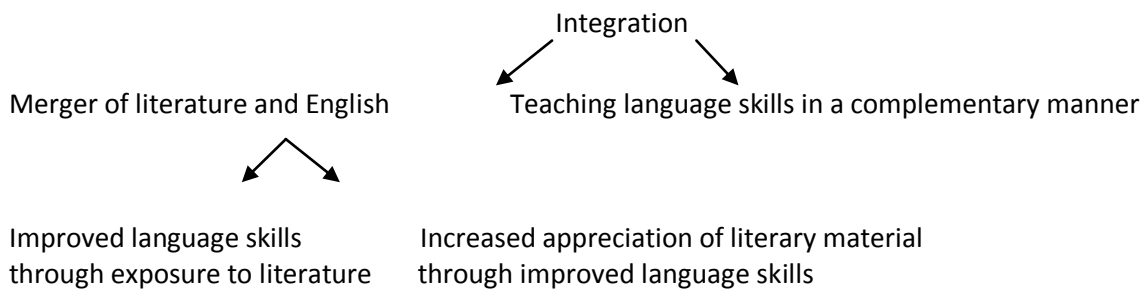 Integration
Merger of literature and English
Teaching language skills in a complementary manner
Improved language skills
through exposure to literature
Increased appreciation of literary material
through improved language skills